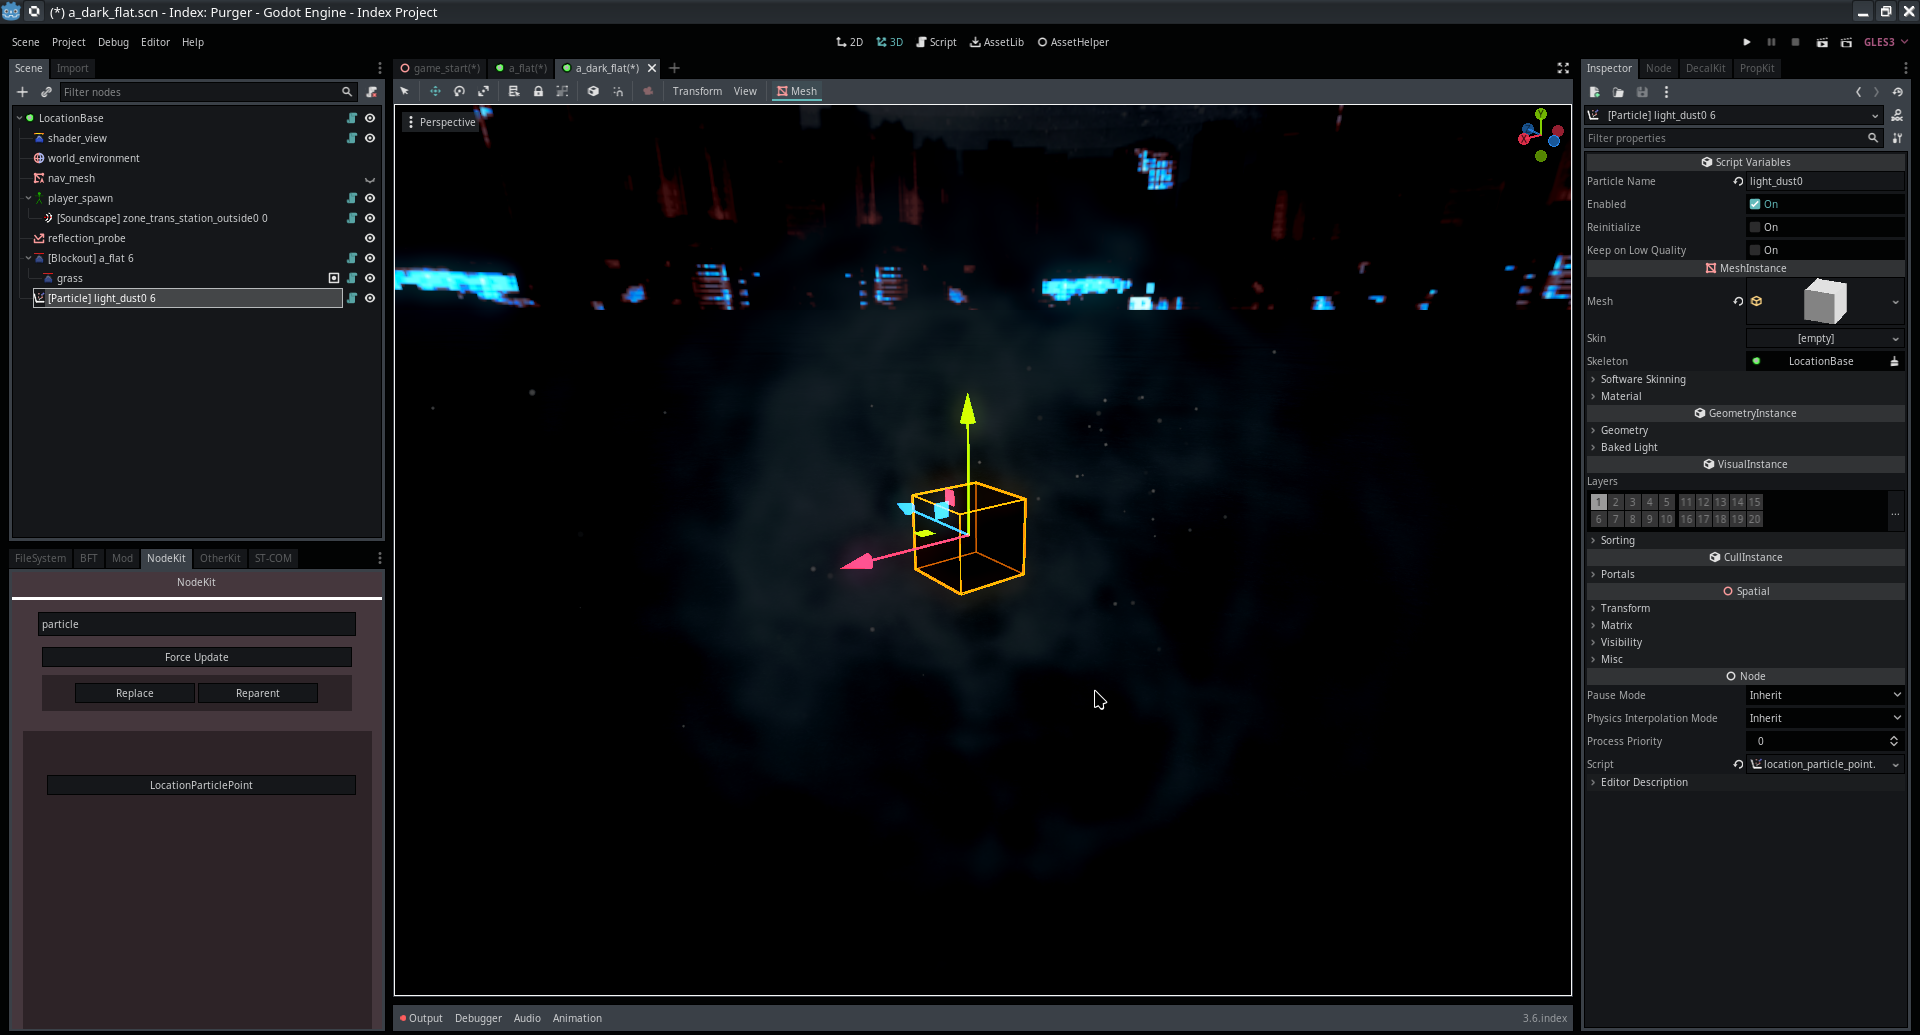 (*) a_dark_flat.scn - Index: Purger - Godot Engine - Index Project
Scene Project Debug Editor Help
2D 3D Script AssetLib AssetHelper
GLES3
Scene Import
Filter nodes
LocationBase
shader_view
world_environment
nav_mesh
player_spawn
[Soundscape] zone_trans_station_outside0 0
reflection_probe
[Blockout] a_flat 6
grass
[Particle] light_dust0 6
FileSystem BFT Mod NodeKit OtherKit ST-COM
NodeKit
particle
Force Update
Replace Reparent
LocationParticlePoint
game_start(*) a_flat(*) a_dark_flat(*)
Transform View Mesh
Perspective
Y
X
Output Debugger Audio Animation
3.6.index
Inspector Node DecalKit PropKit
[Particle] light_dust0 6
Filter properties
Script Variables
Particle Name light_dust0
Enabled On
Reinitialize On
Keep on Low Quality On
MeshInstance
Mesh
Skin [empty]
Skeleton LocationBase
Software Skinning
Material
GeometryInstance
Geometry
Baked Light
VisualInstance
Layers
1 2 3 4 5 11 12 13 14 15
6 7 8 9 10 16 17 18 19 20
...
Sorting
CullInstance
Portals
Spatial
Transform
Matrix
Visibility
Misc
Node
Pause Mode Inherit
Physics Interpolation Mode Inherit
Process Priority 0
Script location_particle_point.
Editor Description